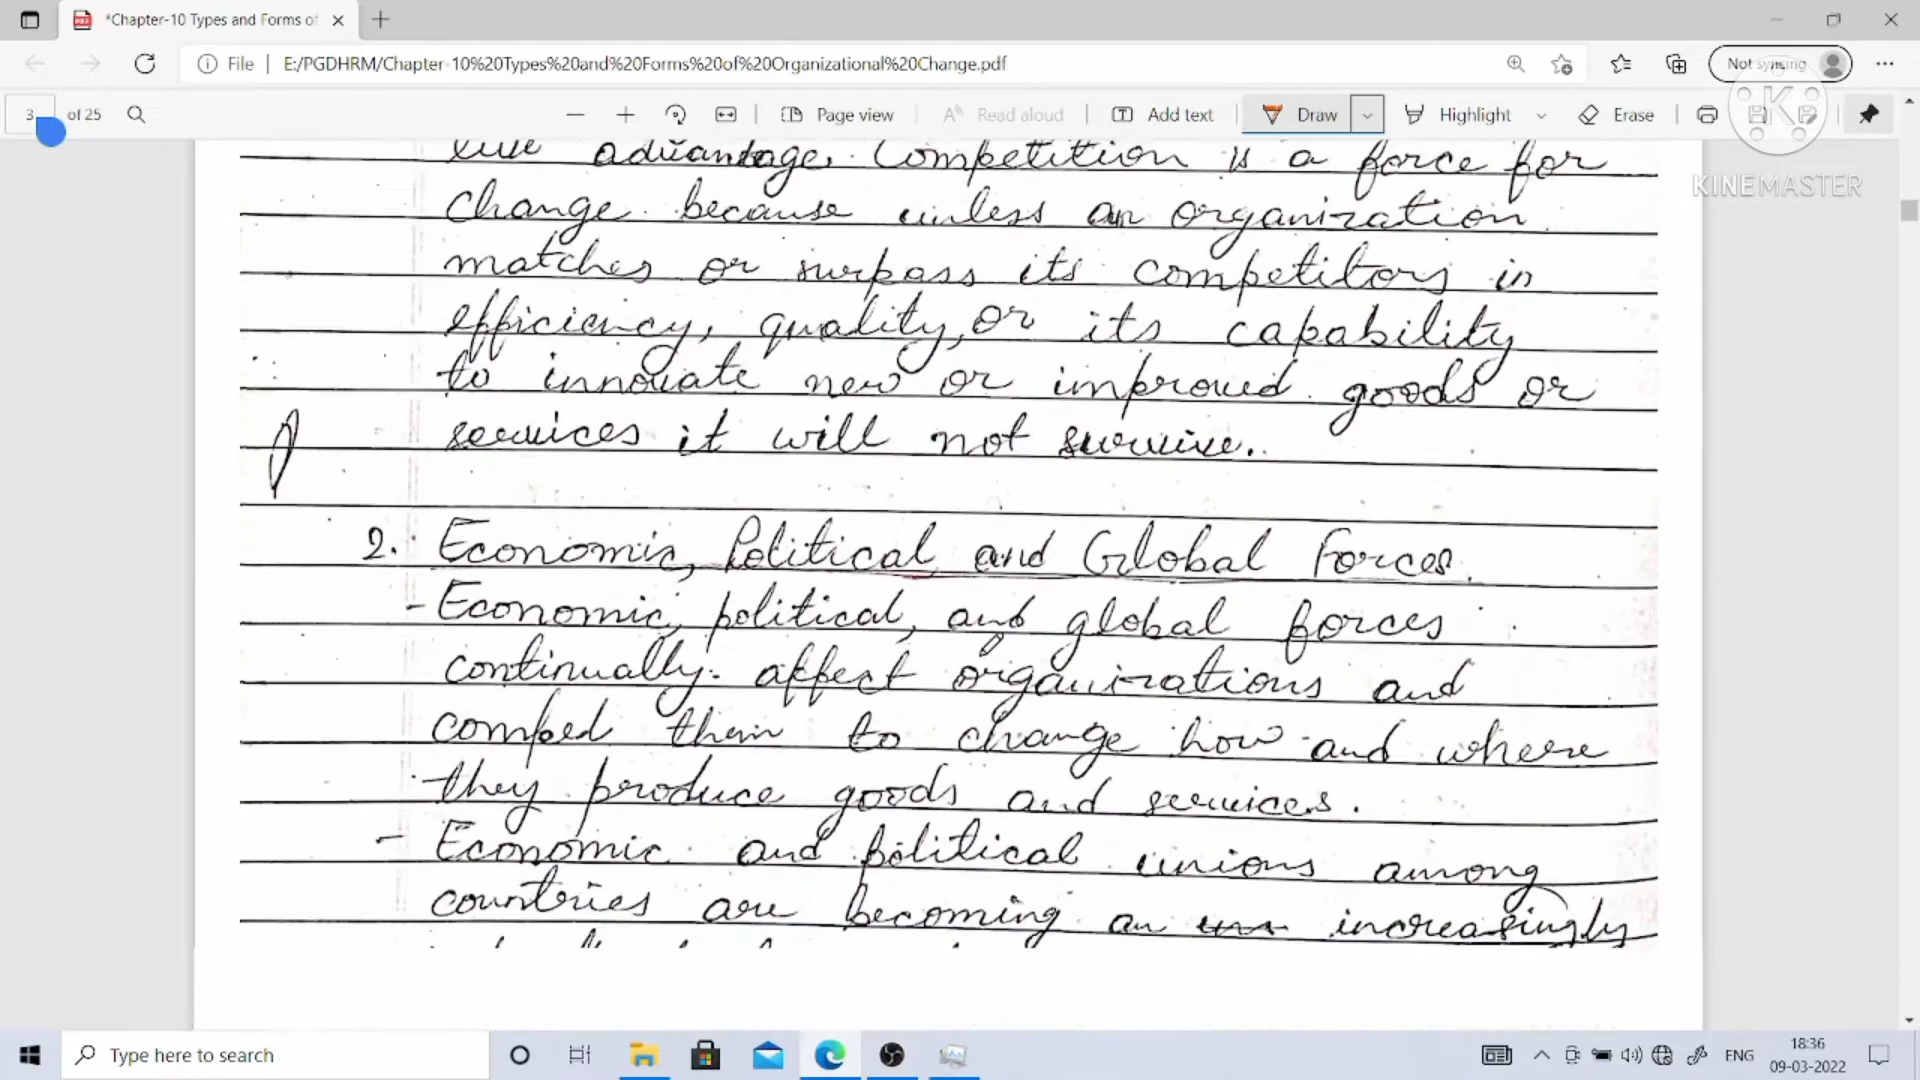 *Chapter-10 Types and Forms of
File E:/PGDHRM/Chapter-10%20Types%20and%20Forms%20of%20Organizational%20Change.pdf
Not syncing
3 of 25 Page view Read aloud Add text Draw Highlight Erase
K
KINEMASTER
advantage. Competition is a force for
change because unless an organization
matches or surpass its competitors in
efficiency, quality, or its capability
to innovate new or improved goods or
services it will not survive.
2. Economic, Political and Global Forces.
- Economic, political, and global forces
continually affect organizations and
compel them to change how and where
they produce goods and services.
- Economic and political unions among
countries are becoming an increasingly
Type here to search
ENG
18:36
09-03-2022